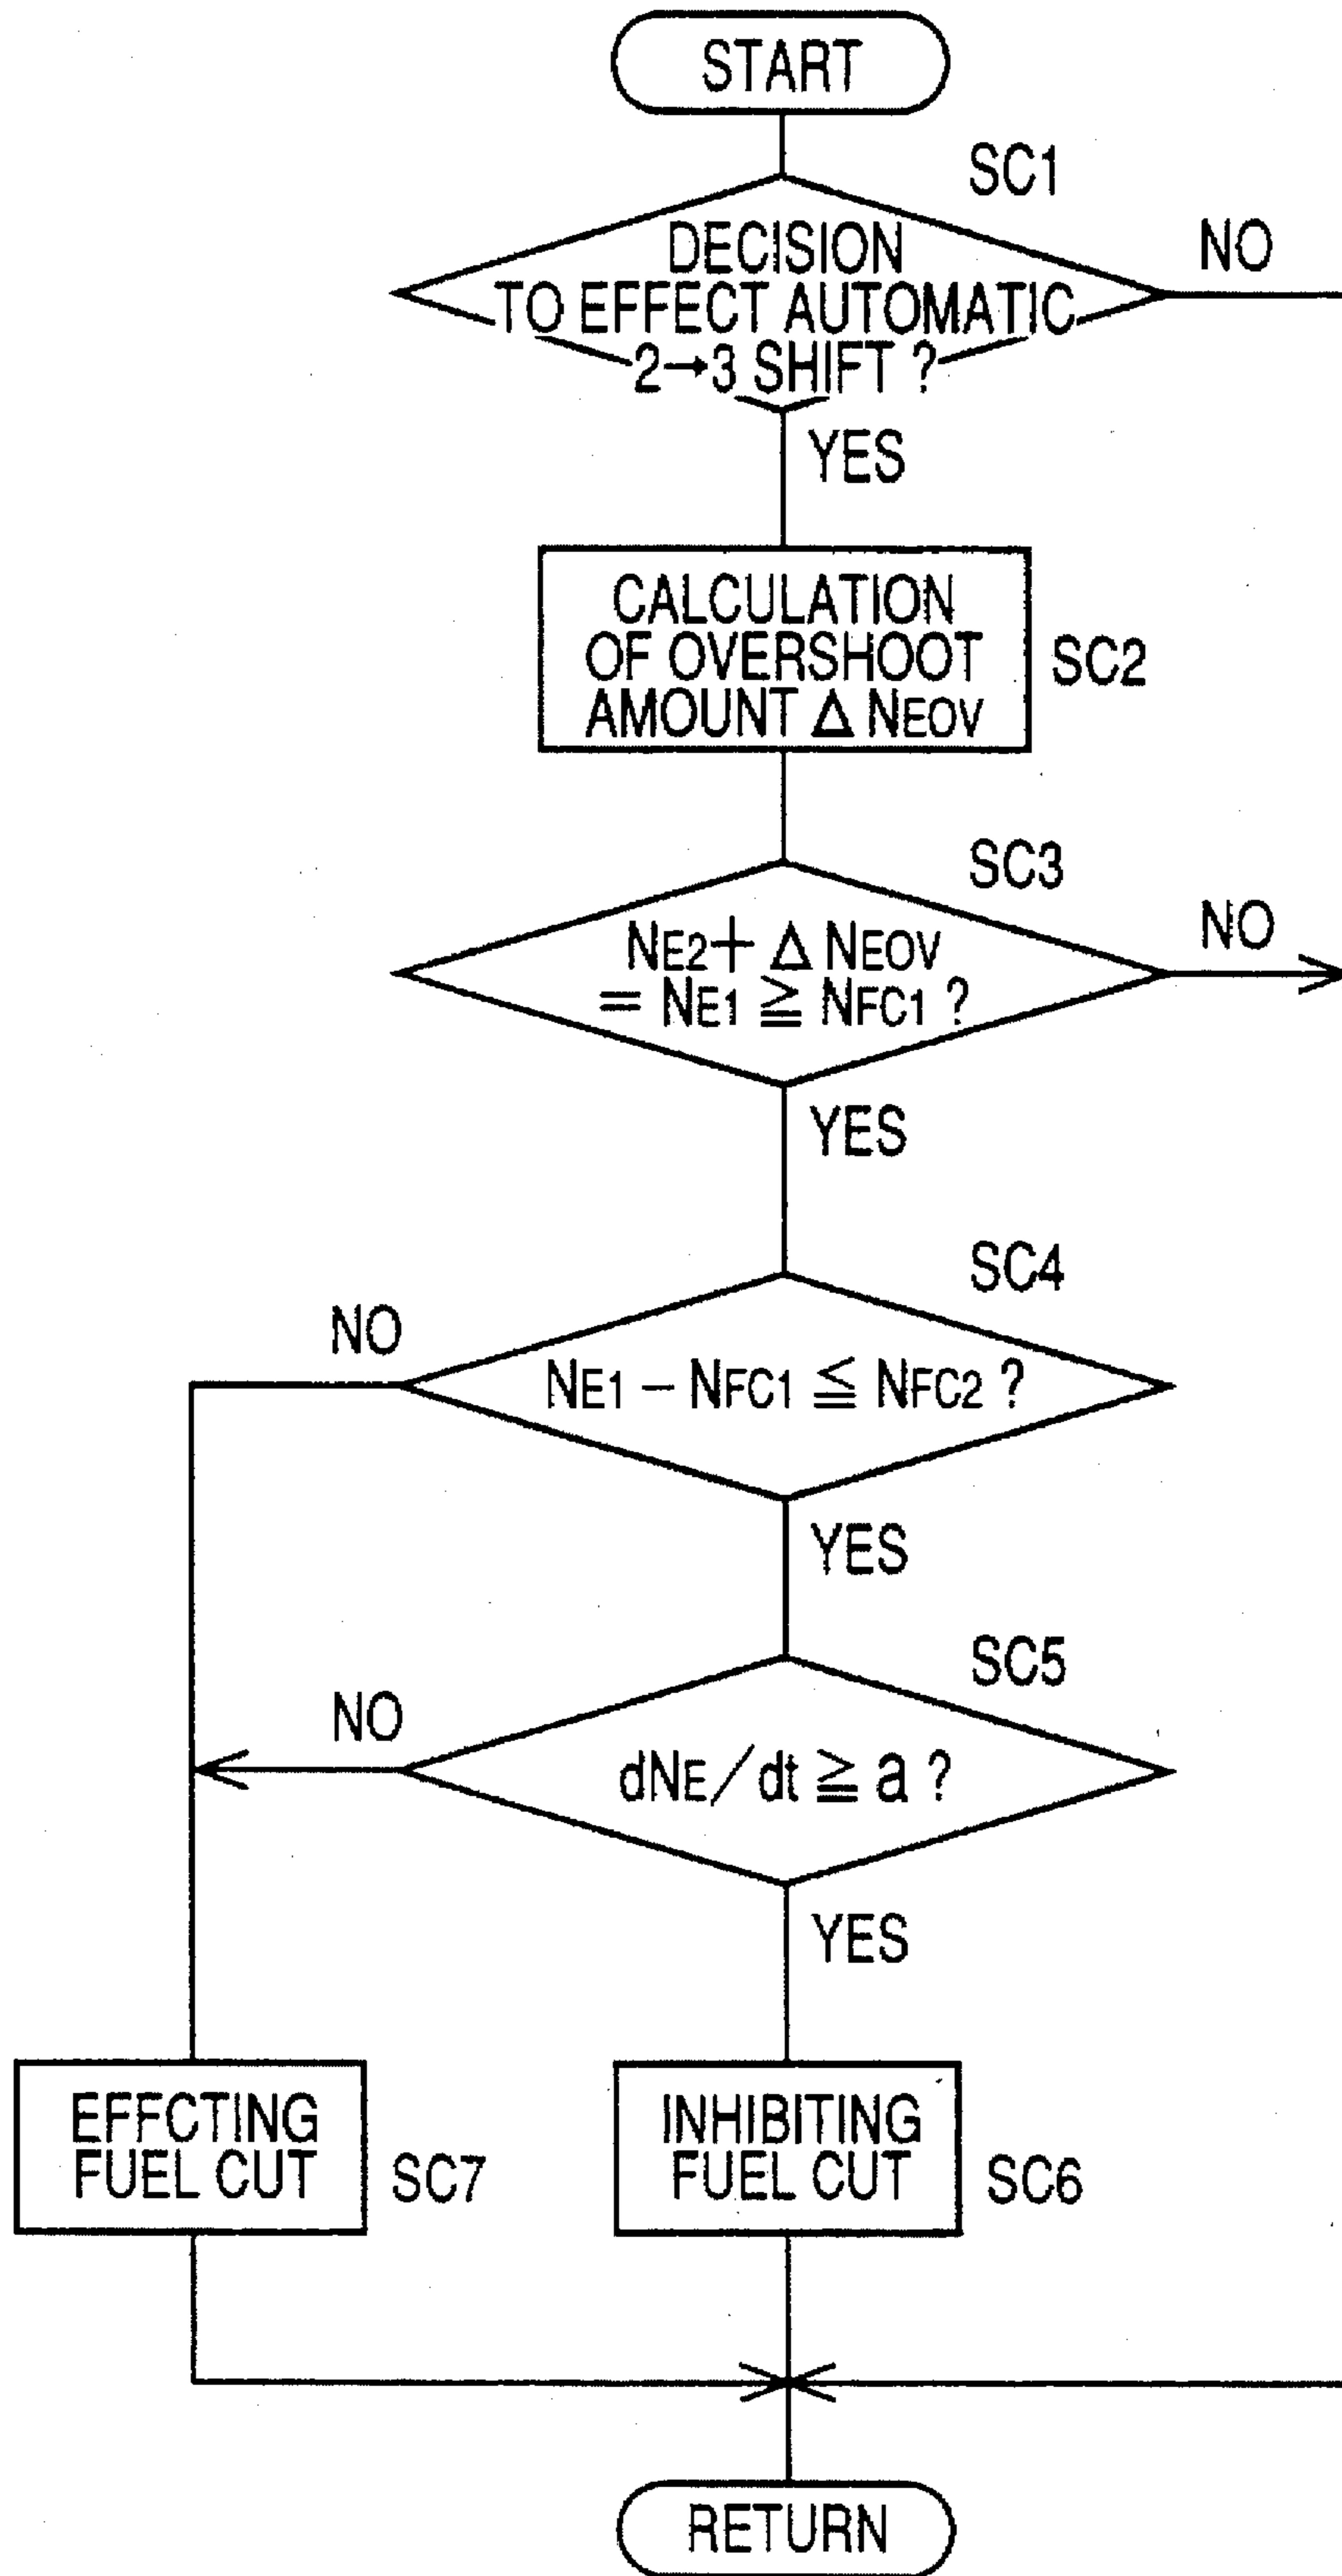 START
SC1
DECISION
TO EFFECT AUTOMATIC
2→3 SHIFT ?
NO
YES
CALCULATION
OF OVERSHOOT
AMOUNT Δ NEOV
SC2
SC3
NE2+ Δ NEOV
= NE1 ≧ NFC1 ?
NO
YES
SC4
NO
NE1 – NFC1 ≦ NFC2 ?
YES
SC5
NO
dNE/dt ≧ a ?
YES
EFFCTING
FUEL CUT
SC7
INHIBITING
FUEL CUT
SC6
RETURN